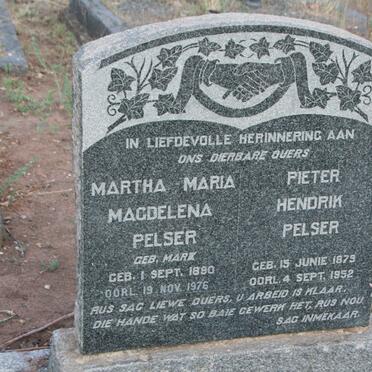 IN LIEFDEVOLLE HERINNERING AAN
ONS DIERBARE OUERS
MARTHA MARIA
MAGDELENA
PELSER
GEB. MARX
GEB. 1 SEPT. 1880
OORL. 19 NOV. 1976
PIETER
HENDRIK
PELSER
GEB. 15 JUNIE 1879
OORL. 4 SEPT. 1952
RUS SAG LIEWE OUERS, U ARBEID IS KLAAR.
DIE HANDE WAT SO BAIE GEWERK HET, RUS NOU
SAG INMEKAAR.